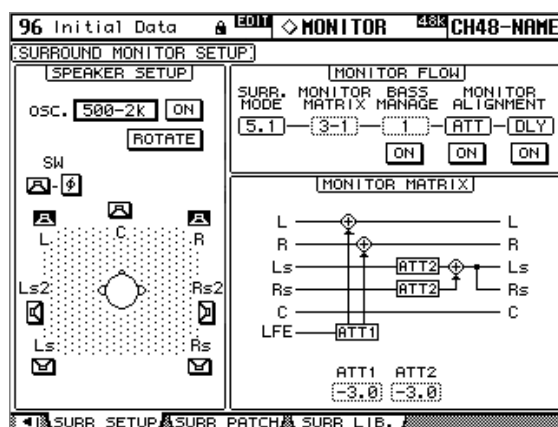 96 Initial Data EDIT MONITOR 48K CH48-NAME
SURROUND MONITOR SETUP
SPEAKER SETUP
OSC. 500-2K ON
ROTATE
SW
Ø
L C R
Ls2 Rs2
Ls Rs
MONITOR FLOW
SURR. MODE MONITOR MATRIX BASS MANAGE MONITOR ALIGNMENT
5.1 3-1 1 ATT DLY
ON ON ON
MONITOR MATRIX
L L
R R
Ls ATT2 Ls
Rs ATT2 Rs
C C
LFE ATT1
ATT1 ATT2
-3.0 -3.0
SURR SETUP SURR PATCH SURR LIB.